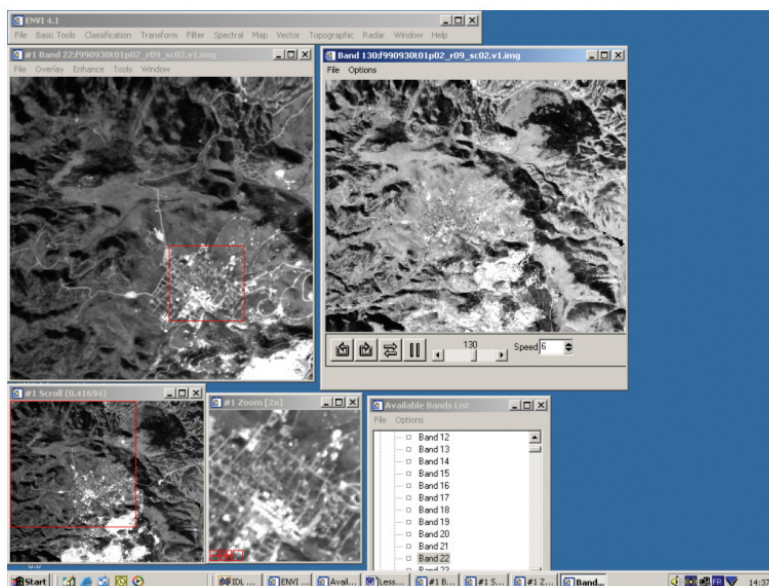 ENVI 4.1
File Basic Tools Classification Transform Filter Spectral Map Vector Topographic Radar Window Help
#1 Band 22:f990930t01p02_r09_sc02.v1.img
File Overlay Enhance Tools Window
Band 130:f990930t01p02_r09_sc02.v1.img
File Options
130
Speed 6
#1 Scroll (0.41694)
#1 Zoom [2x]
Available Bands List
File Options
Band 12
Band 13
Band 14
Band 15
Band 16
Band 17
Band 18
Band 19
Band 20
Band 21
Band 22
Start IDL ... ENVI ... Avail... Less... #1 B... #1 S... #1 Z... Band... FR 14:37